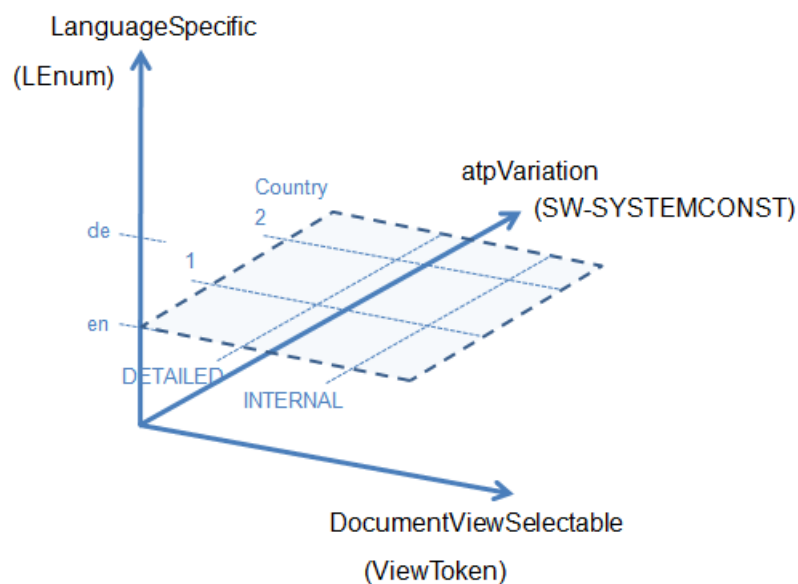 LanguageSpecific
(LEnum)
atpVariation
(SW-SYSTEMCONST)
Country
2
de
1
en
DETAILED
INTERNAL
DocumentViewSelectable
(ViewToken)